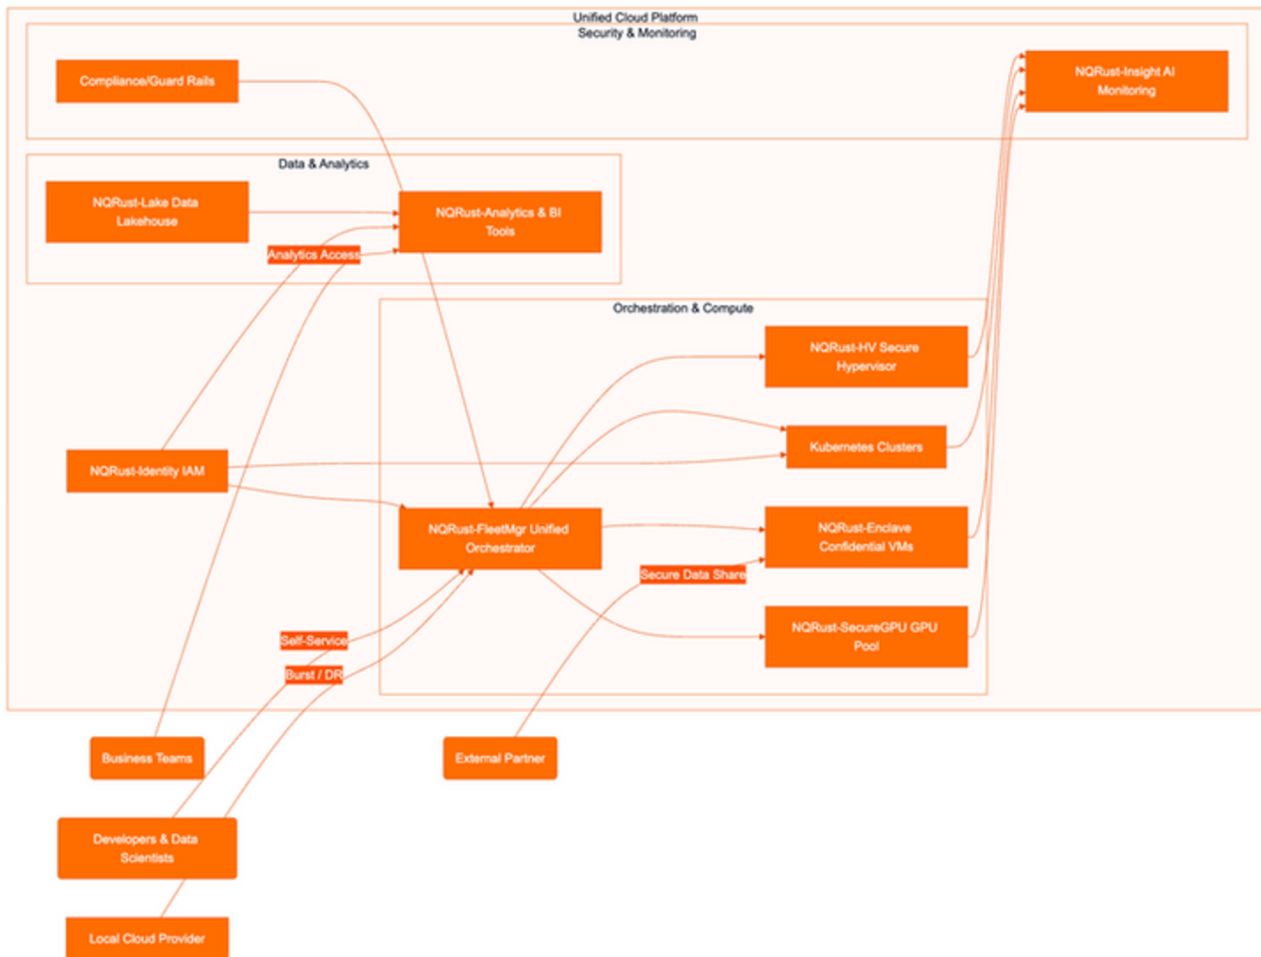 Unified Cloud Platform
Security & Monitoring
Compliance/Guard Rails
NQRust-Insight AI
Monitoring
Data & Analytics
NQRust-Lake Data
Lakehouse
NQRust-Analytics & BI
Tools
Analytics Access
Orchestration & Compute
NQRust-HV Secure
Hypervisor
Kubernetes Clusters
NQRust-Identity IAM
NQRust-FleetMgr Unified
Orchestrator
NQRust-Enclave
Confidential VMs
Secure Data Share
NQRust-SecureGPU GPU
Pool
Self-Service
Burst / DR
Business Teams
External Partner
Developers & Data
Scientists
Local Cloud Provider